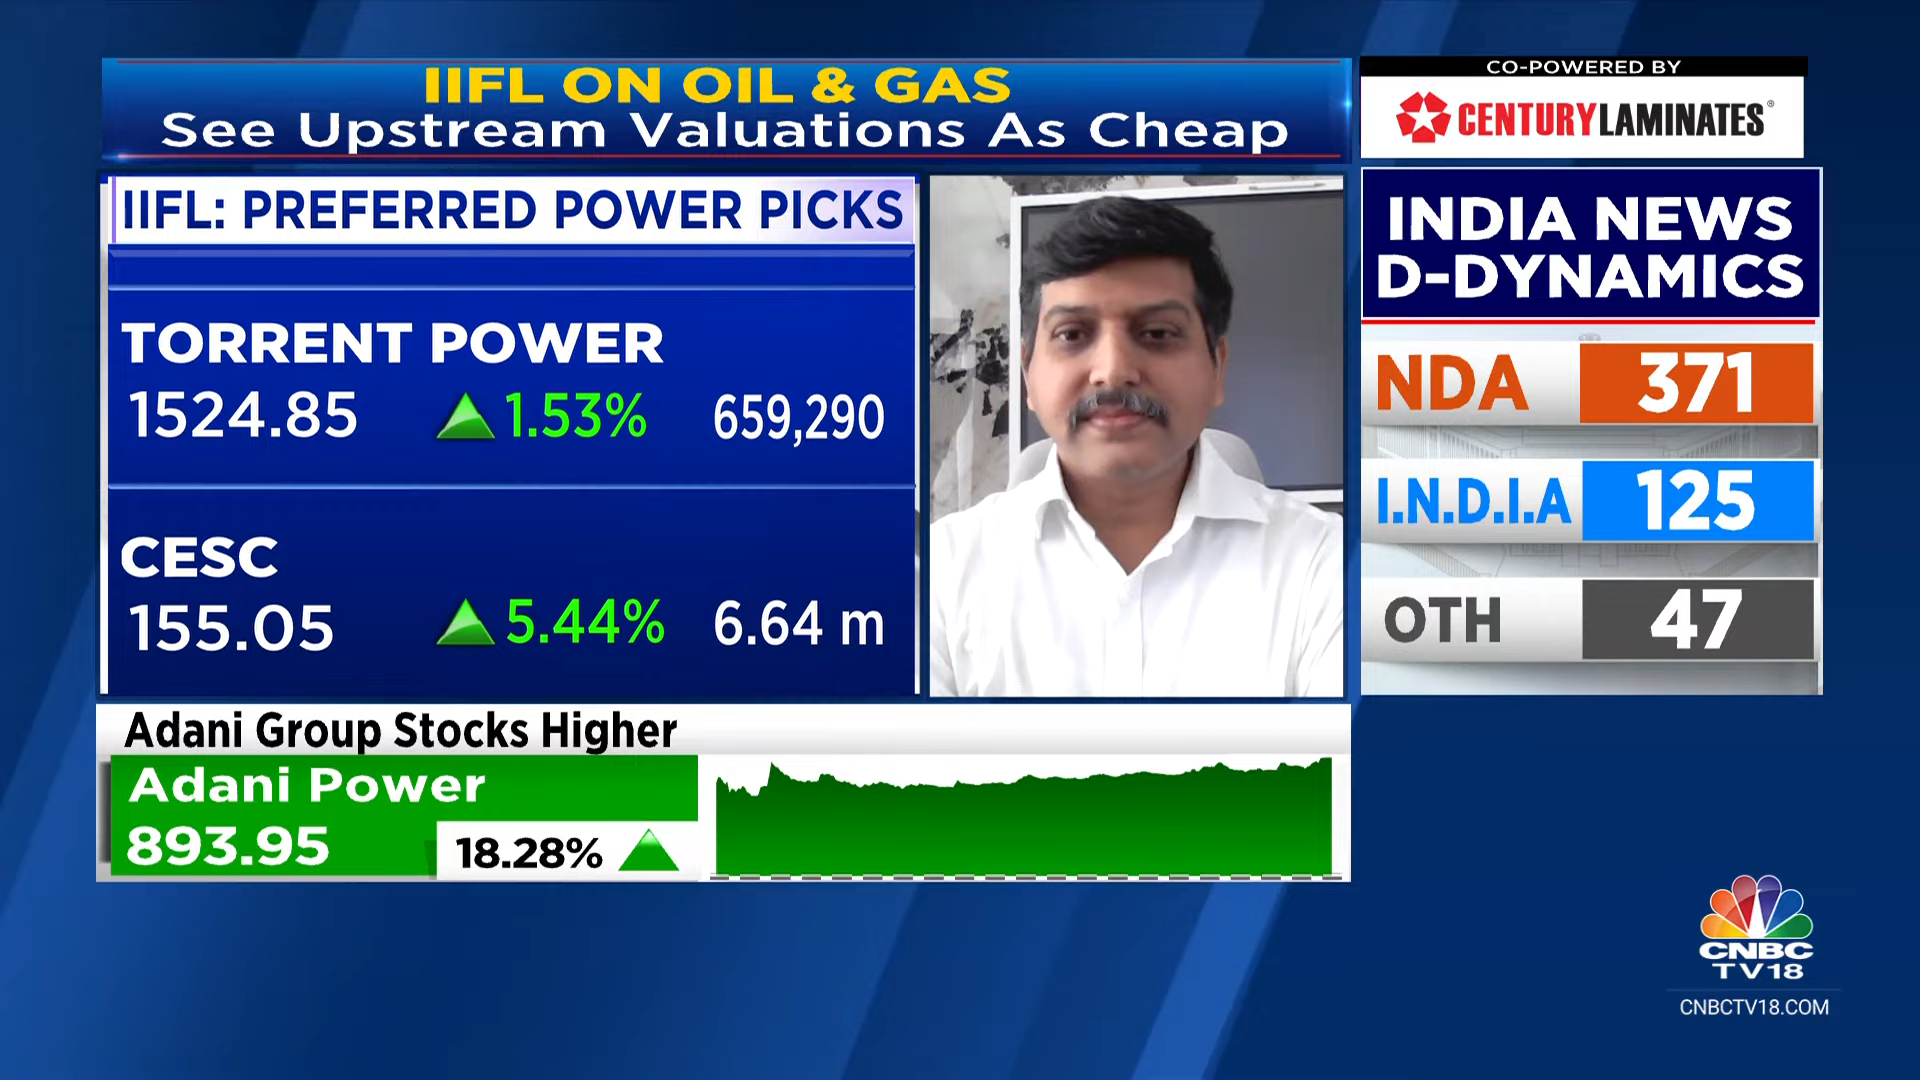 IIFL ON OIL & GAS
See Upstream Valuations As Cheap
CO-POWERED BY
CENTURYLAMINATES®
IIFL: PREFERRED POWER PICKS
TORRENT POWER
1524.85 1.53% 659,290
CESC
155.05 5.44% 6.64 m
INDIA NEWS
D-DYNAMICS
NDA 371
I.N.D.I.A 125
OTH 47
Adani Group Stocks Higher
Adani Power
893.95 18.28%
CNBC
TV18
CNBCTV18.COM